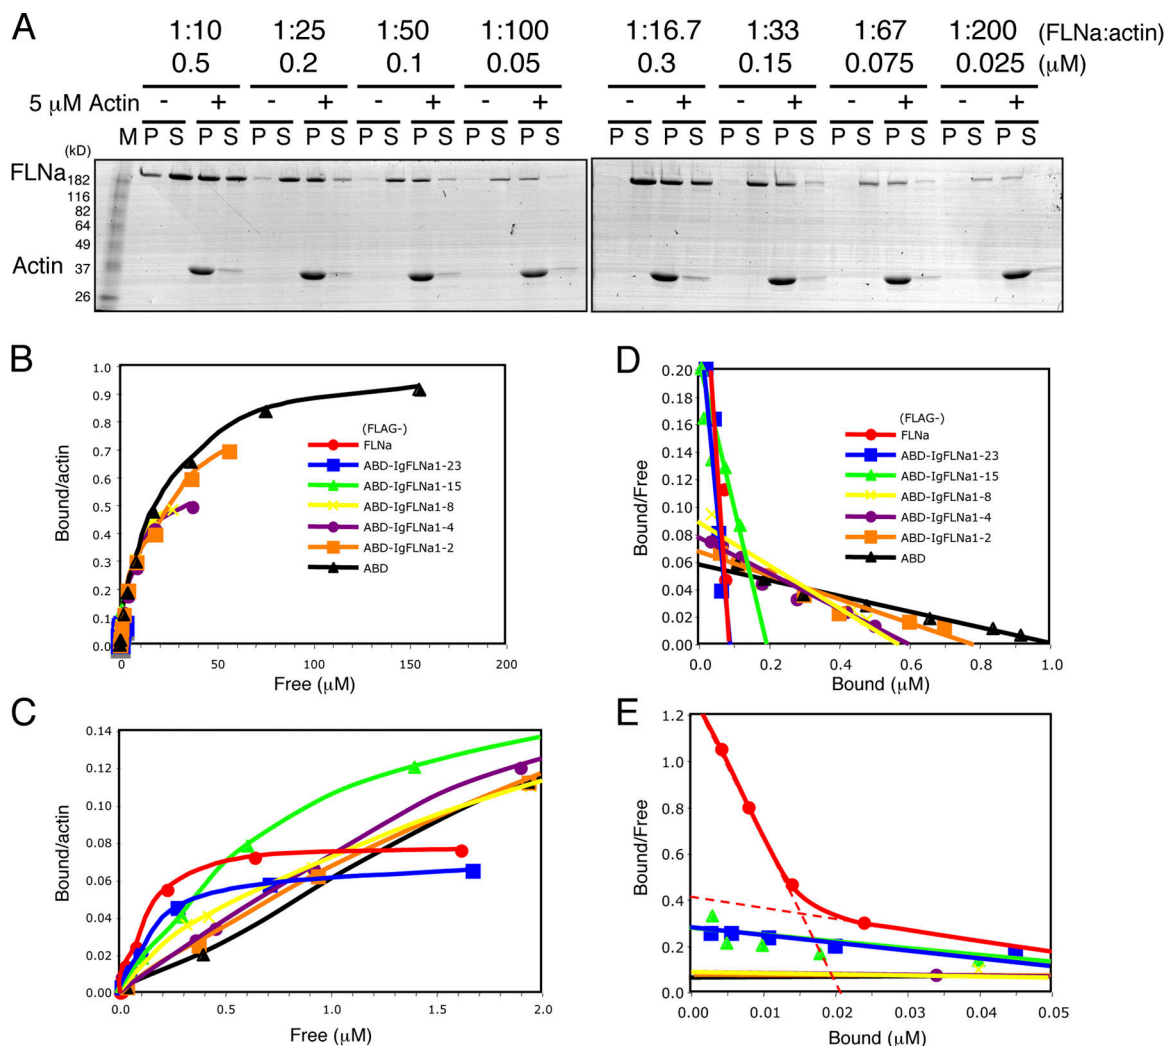 A
1:10 1:25 1:50 1:100 1:16.7 1:33 1:67 1:200 (FLNa:actin)
0.5 0.2 0.1 0.05 0.3 0.15 0.075 0.025 (μM)
5 μM Actin - + - + - + - + - + - + - + - +
M P S P S P S P S P S P S P S P S P S P S P S P S P S P S P S P S
(kD)
FLNa 182
116
82
64
49
Actin 37
26
B
1.0
0.9
0.8
0.7
0.6
0.5
0.4
0.3
0.2
0.1
0.0
Bound/actin
(FLAG-)
FLNa
ABD-IgFLNa1-23
ABD-IgFLNa1-15
ABD-IgFLNa1-8
ABD-IgFLNa1-4
ABD-IgFLNa1-2
ABD
0 50 100 150 200
Free (μM)
D
0.20
0.18
0.16
0.14
0.12
0.10
0.08
0.06
0.04
0.02
0.00
Bound/Free
(FLAG-)
FLNa
ABD-IgFLNa1-23
ABD-IgFLNa1-15
ABD-IgFLNa1-8
ABD-IgFLNa1-4
ABD-IgFLNa1-2
ABD
0.0 0.2 0.4 0.6 0.8 1.0
Bound (μM)
C
0.14
0.12
0.10
0.08
0.06
0.04
0.02
0.00
Bound/actin
0.0 0.5 1.0 1.5 2.0
Free (μM)
E
1.2
1.0
0.8
0.6
0.4
0.2
0.0
Bound/Free
0.00 0.01 0.02 0.03 0.04 0.05
Bound (μM)